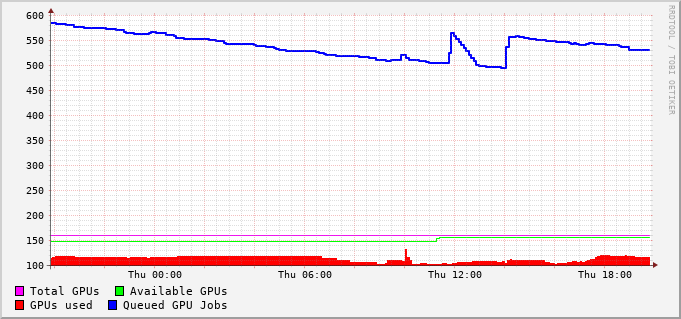 600
550
500
450
400
350
300
250
200
150
100
Thu 00:00 Thu 06:00 Thu 12:00 Thu 18:00
Total GPUs Available GPUs
GPUs used Queued GPU Jobs
RRDTOOL / TOBI OETIKER